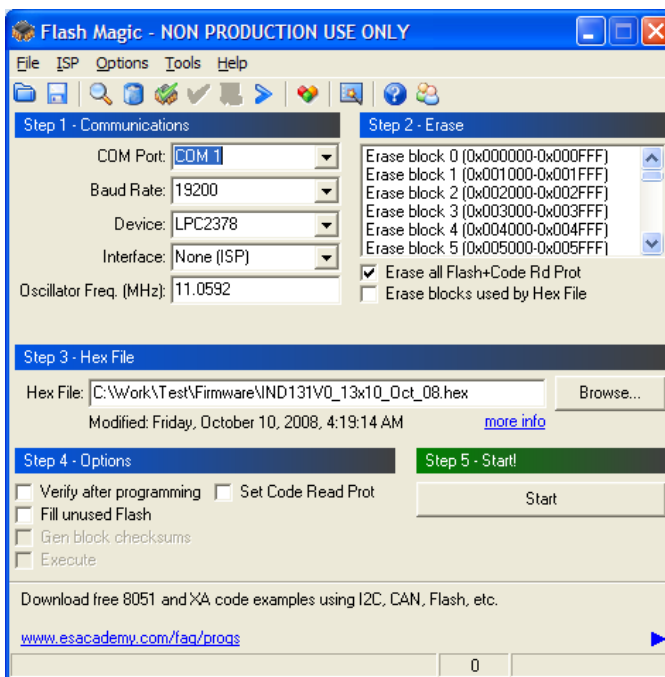 Flash Magic - NON PRODUCTION USE ONLY
File ISP Options Tools Help
Step 1 - Communications
COM Port: COM 1
Baud Rate: 19200
Device: LPC2378
Interface: None (ISP)
Oscillator Freq. (MHz): 11.0592
Step 2 - Erase
Erase block 0 (0x000000-0x000FFF)
Erase block 1 (0x001000-0x001FFF)
Erase block 2 (0x002000-0x002FFF)
Erase block 3 (0x003000-0x003FFF)
Erase block 4 (0x004000-0x004FFF)
Erase block 5 (0x005000-0x005FFF)
Erase all Flash+Code Rd Prot
Erase blocks used by Hex File
Step 3 - Hex File
Hex File: C:\Work\Test\Firmware\IND131V0_13x10_Oct_08.hex Browse...
Modified: Friday, October 10, 2008, 4:19:14 AM more info
Step 4 - Options
Verify after programming Set Code Read Prot
Fill unused Flash
Gen block checksums
Execute
Step 5 - Start!
Start
Download free 8051 and XA code examples using I2C, CAN, Flash, etc.
www.esacademy.com/faq/progs
0